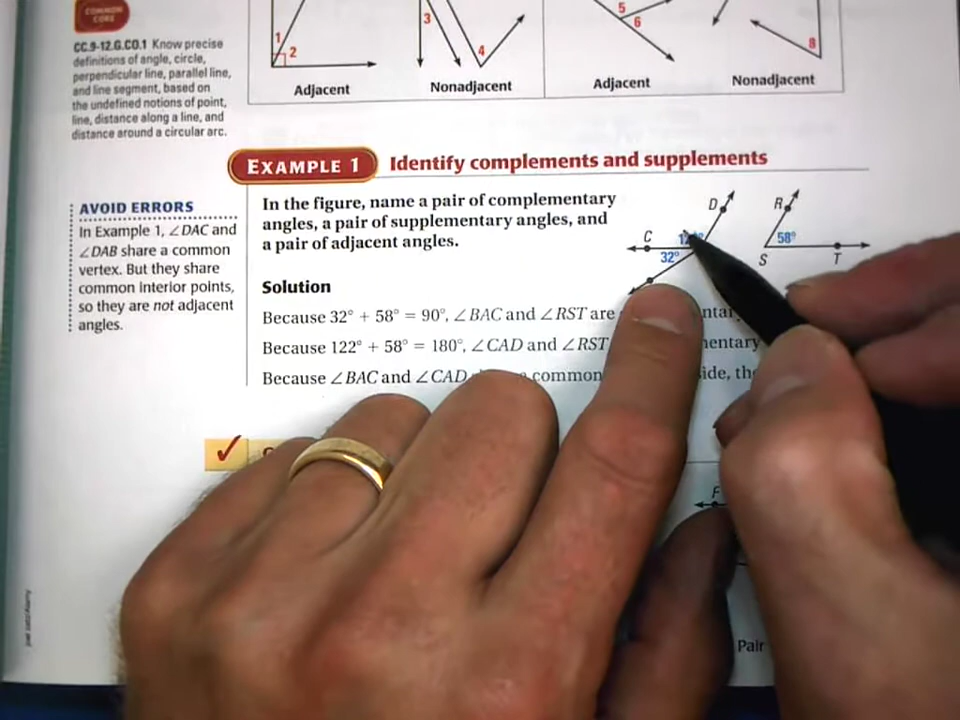 COMMON
CORE
CC.9-12.G.CO.1 Know precise
definitions of angle, circle,
perpendicular line, parallel line,
and line segment, based on
the undefined notions of point,
line, distance along a line, and
distance around a circular arc.
1
2
Adjacent
3
4
Nonadjacent
5
6
Adjacent
8
Nonadjacent
EXAMPLE 1 Identify complements and supplements
AVOID ERRORS
In Example 1, ∠DAC and
∠DAB share a common
vertex. But they share
common interior points,
so they are not adjacent
angles.
In the figure, name a pair of complementary
angles, a pair of supplementary angles, and
a pair of adjacent angles.
D
C
32°
R
58°
S
T
Solution
Because 32° + 58° = 90°, ∠BAC and ∠RST are
Because 122° + 58° = 180°, ∠CAD and ∠RST
Because ∠BAC and ∠CAD common
F
Pair